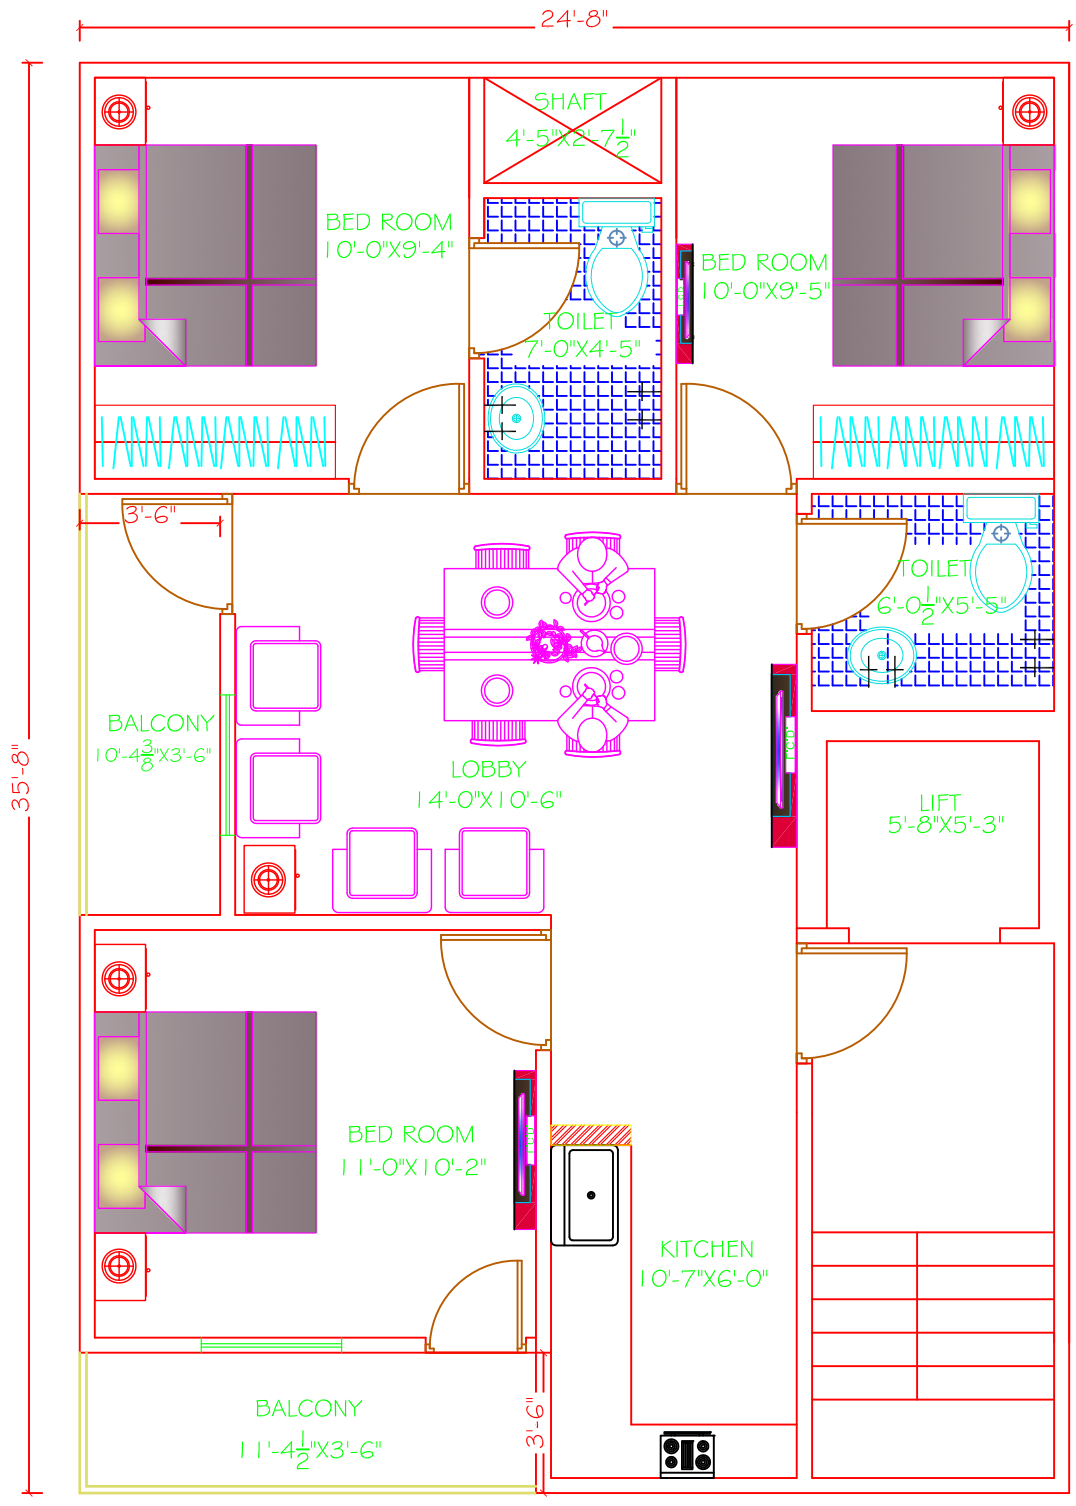 24'-8"
SHAFT
4'-5"X2'-7½"
BED ROOM
10'-0"X9'-4"
BED ROOM
10'-0"X9'-5"
LCD
TOILET
7'-0"X4'-5"
3'-6"
TOILET
6'-0½"X5'-5"
BALCONY
10'-4⅜"X3'-6"
LCD
LOBBY
14'-0"X10'-6"
LIFT
5'-8"X5'-3"
35'-8"
BED ROOM
11'-0"X10'-2"
LCD
KITCHEN
10'-7"X6'-0"
BALCONY
11'-4½"X3'-6"
3'-6"